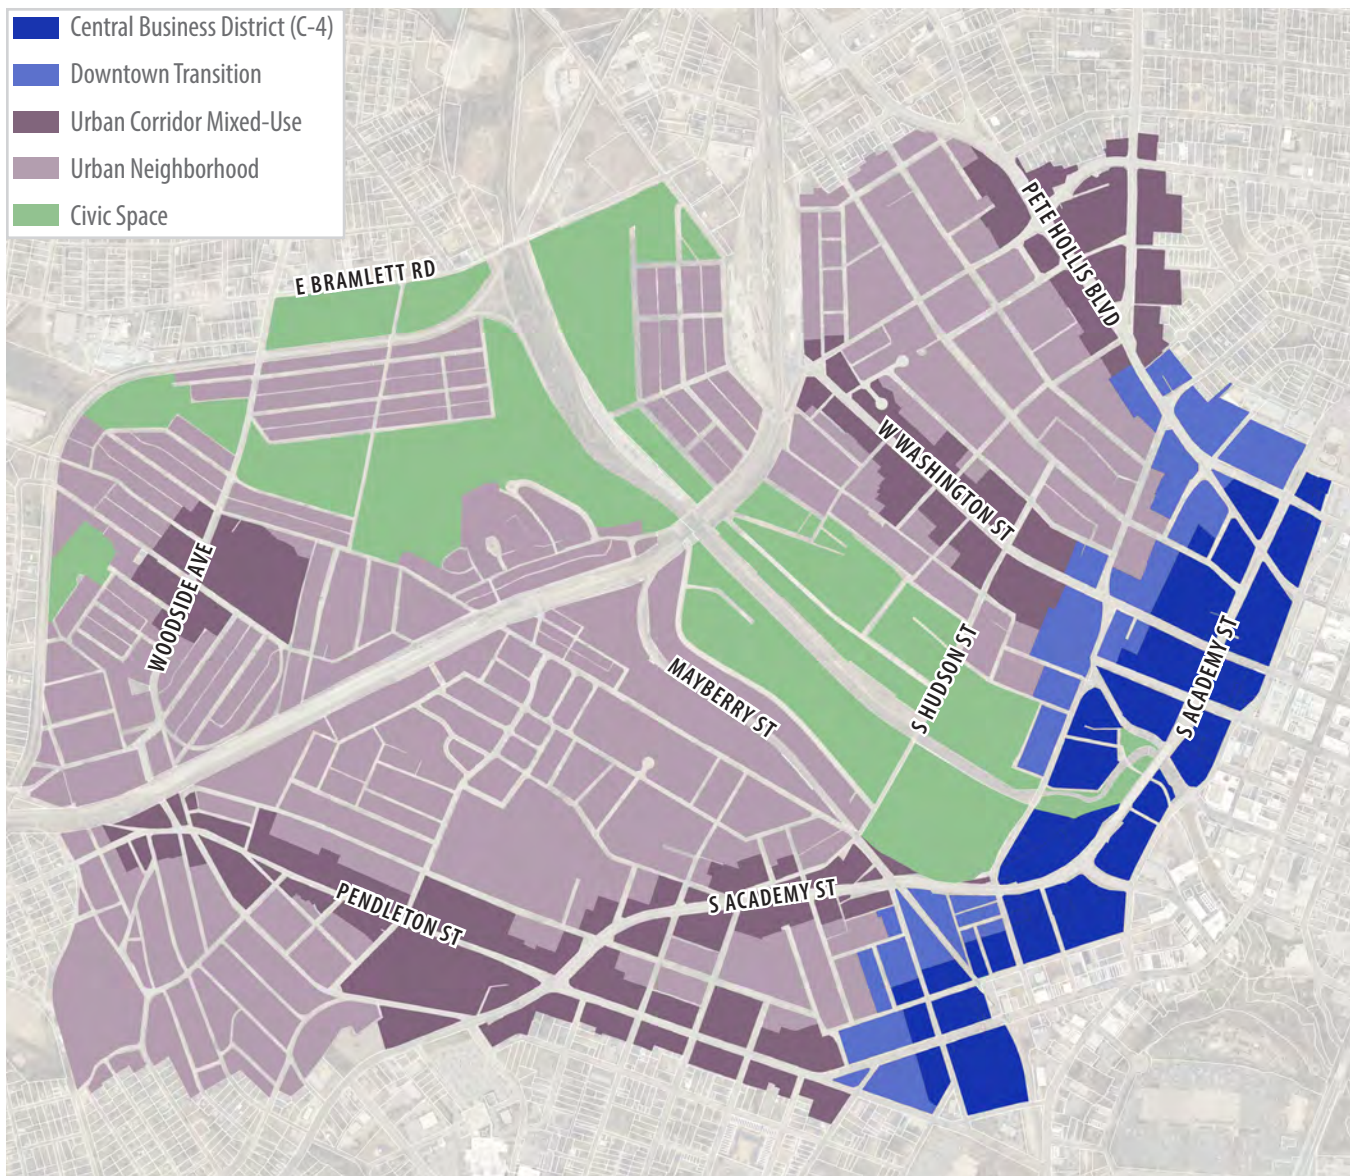 Central Business District (C-4)
Downtown Transition
Urban Corridor Mixed-Use
Urban Neighborhood
Civic Space
E BRAMLETT RD
PETE HOLLIS BLVD
W WASHINGTON ST
WOODSIDE AVE
S HUDSON ST
MAYBERRY ST
S ACADEMY ST
S ACADEMY ST
PENDLETON ST